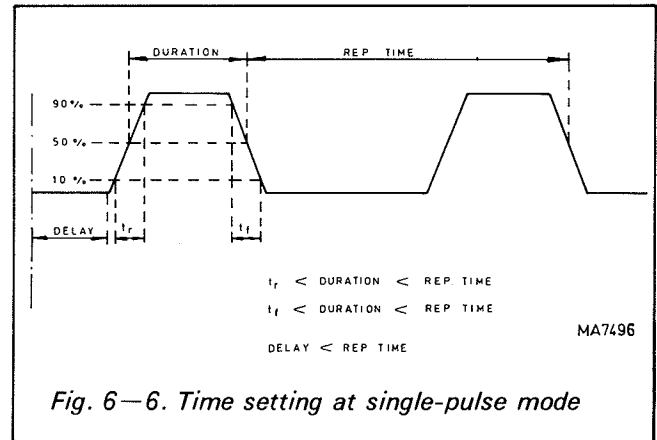 DURATION REP TIME
90%
50%
10%
DELAY tr tf
tr < DURATION < REP. TIME
tf < DURATION < REP TIME
DELAY < REP TIME
MA7496
Fig. 6—6. Time setting at single-pulse mode